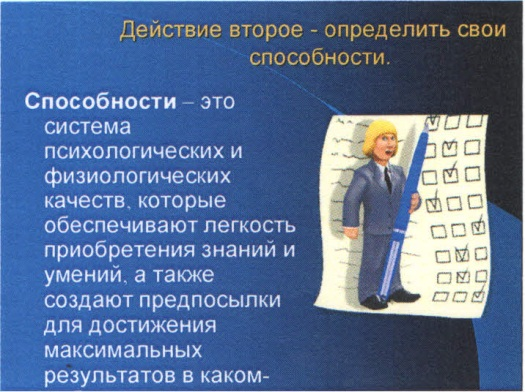 Действие второе - определить свои
способности.
Способности – это
система
психологических и
физиологических
качеств, которые
обеспечивают легкость
приобретения знаний и
умений, а также
создают предпосылки
для достижения
максимальных
результатов в каком-